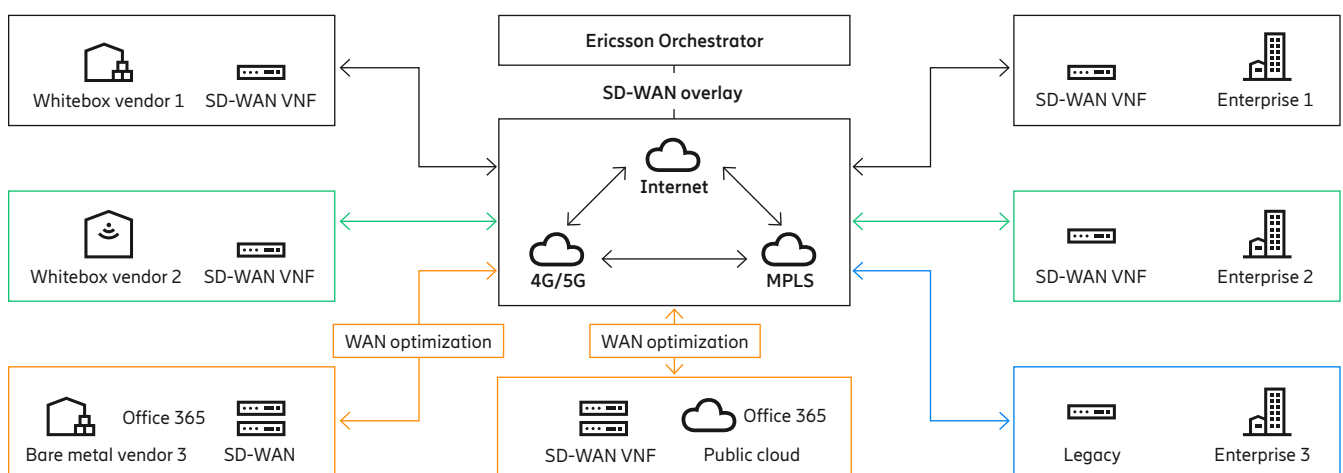 Ericsson Orchestrator
SD-WAN overlay
Whitebox vendor 1 SD-WAN VNF
SD-WAN VNF Enterprise 1
Internet
4G/5G MPLS
Whitebox vendor 2 SD-WAN VNF
SD-WAN VNF Enterprise 2
WAN optimization
WAN optimization
Office 365
Bare metal vendor 3 SD-WAN
Office 365
SD-WAN VNF Public cloud
Legacy Enterprise 3